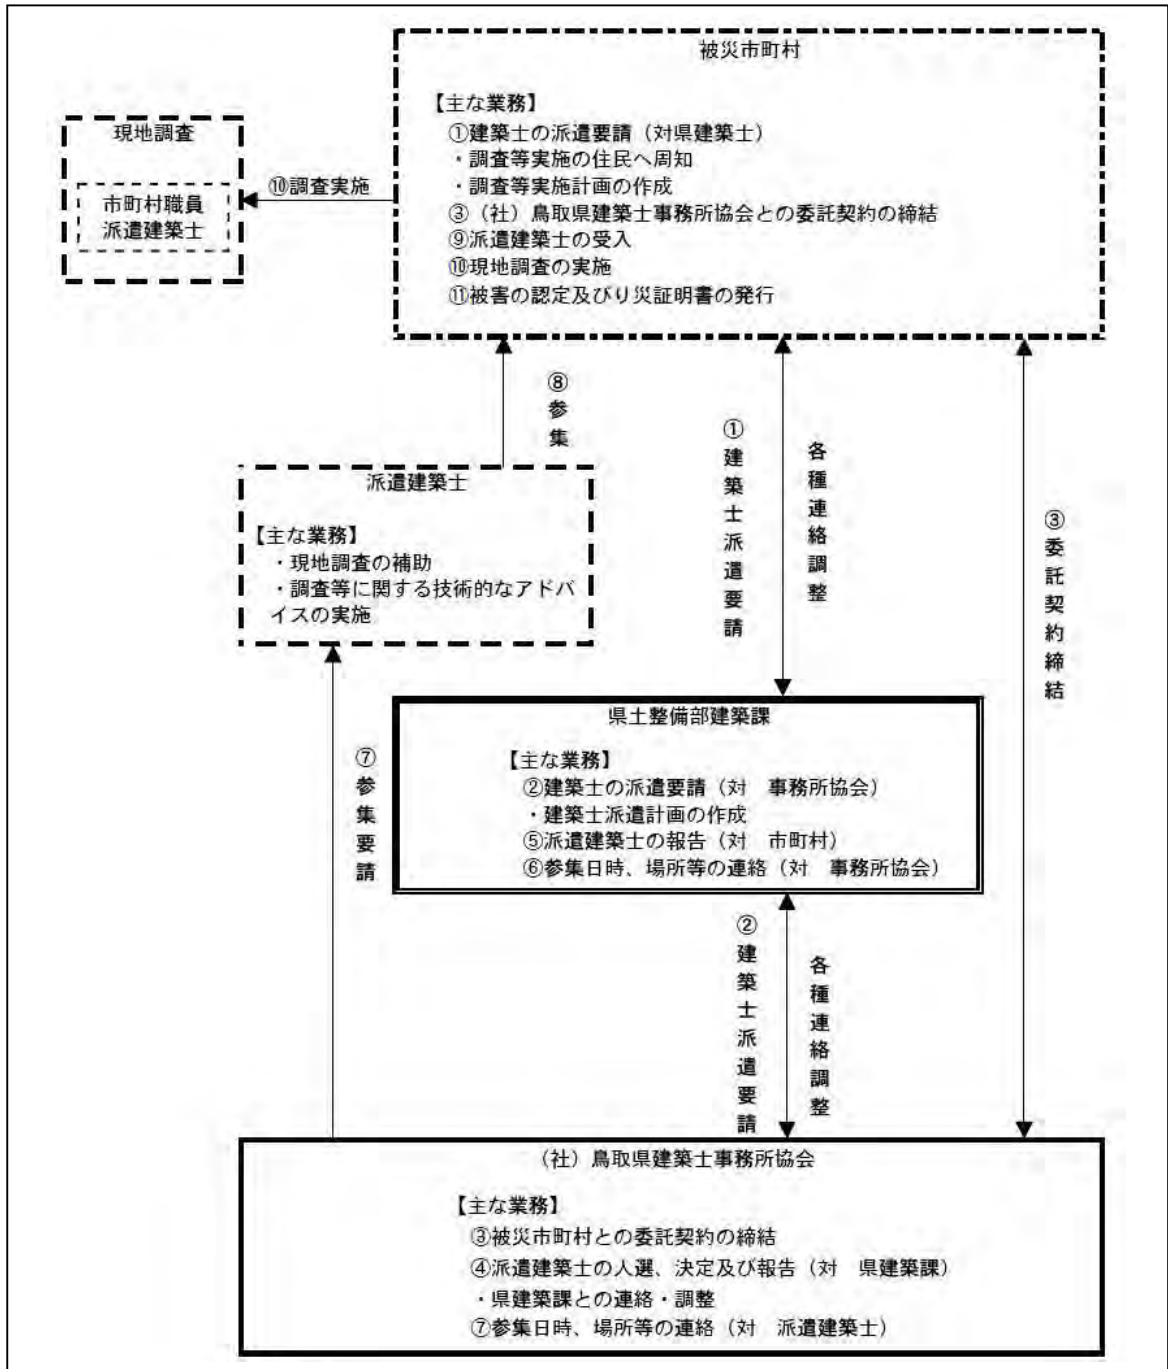 被災市町村
【主な業務】
①建築士の派遣要請（対県建築士）
・調査等実施の住民へ周知
・調査等実施計画の作成
③（社）鳥取県建築士事務所協会との委託契約の締結
⑨派遣建築士の受入
⑩現地調査の実施
⑪被害の認定及びり災証明書の発行
現地調査
市町村職員
派遣建築士
⑩調査実施
⑧参集
派遣建築士
【主な業務】
・現地調査の補助
・調査等に関する技術的なアドバ
イスの実施
①建築士派遣要請
各種連絡調整
③委託契約締結
県土整備部建築課
【主な業務】
②建築士の派遣要請（対　事務所協会）
・建築士派遣計画の作成
⑤派遣建築士の報告（対　市町村）
⑥参集日時、場所等の連絡（対　事務所協会）
⑦参集要請
②建築士派遣要請
各種連絡調整
（社）鳥取県建築士事務所協会
【主な業務】
③被災市町村との委託契約の締結
④派遣建築士の人選、決定及び報告（対　県建築課）
・県建築課との連絡・調整
⑦参集日時、場所等の連絡（対　派遣建築士）